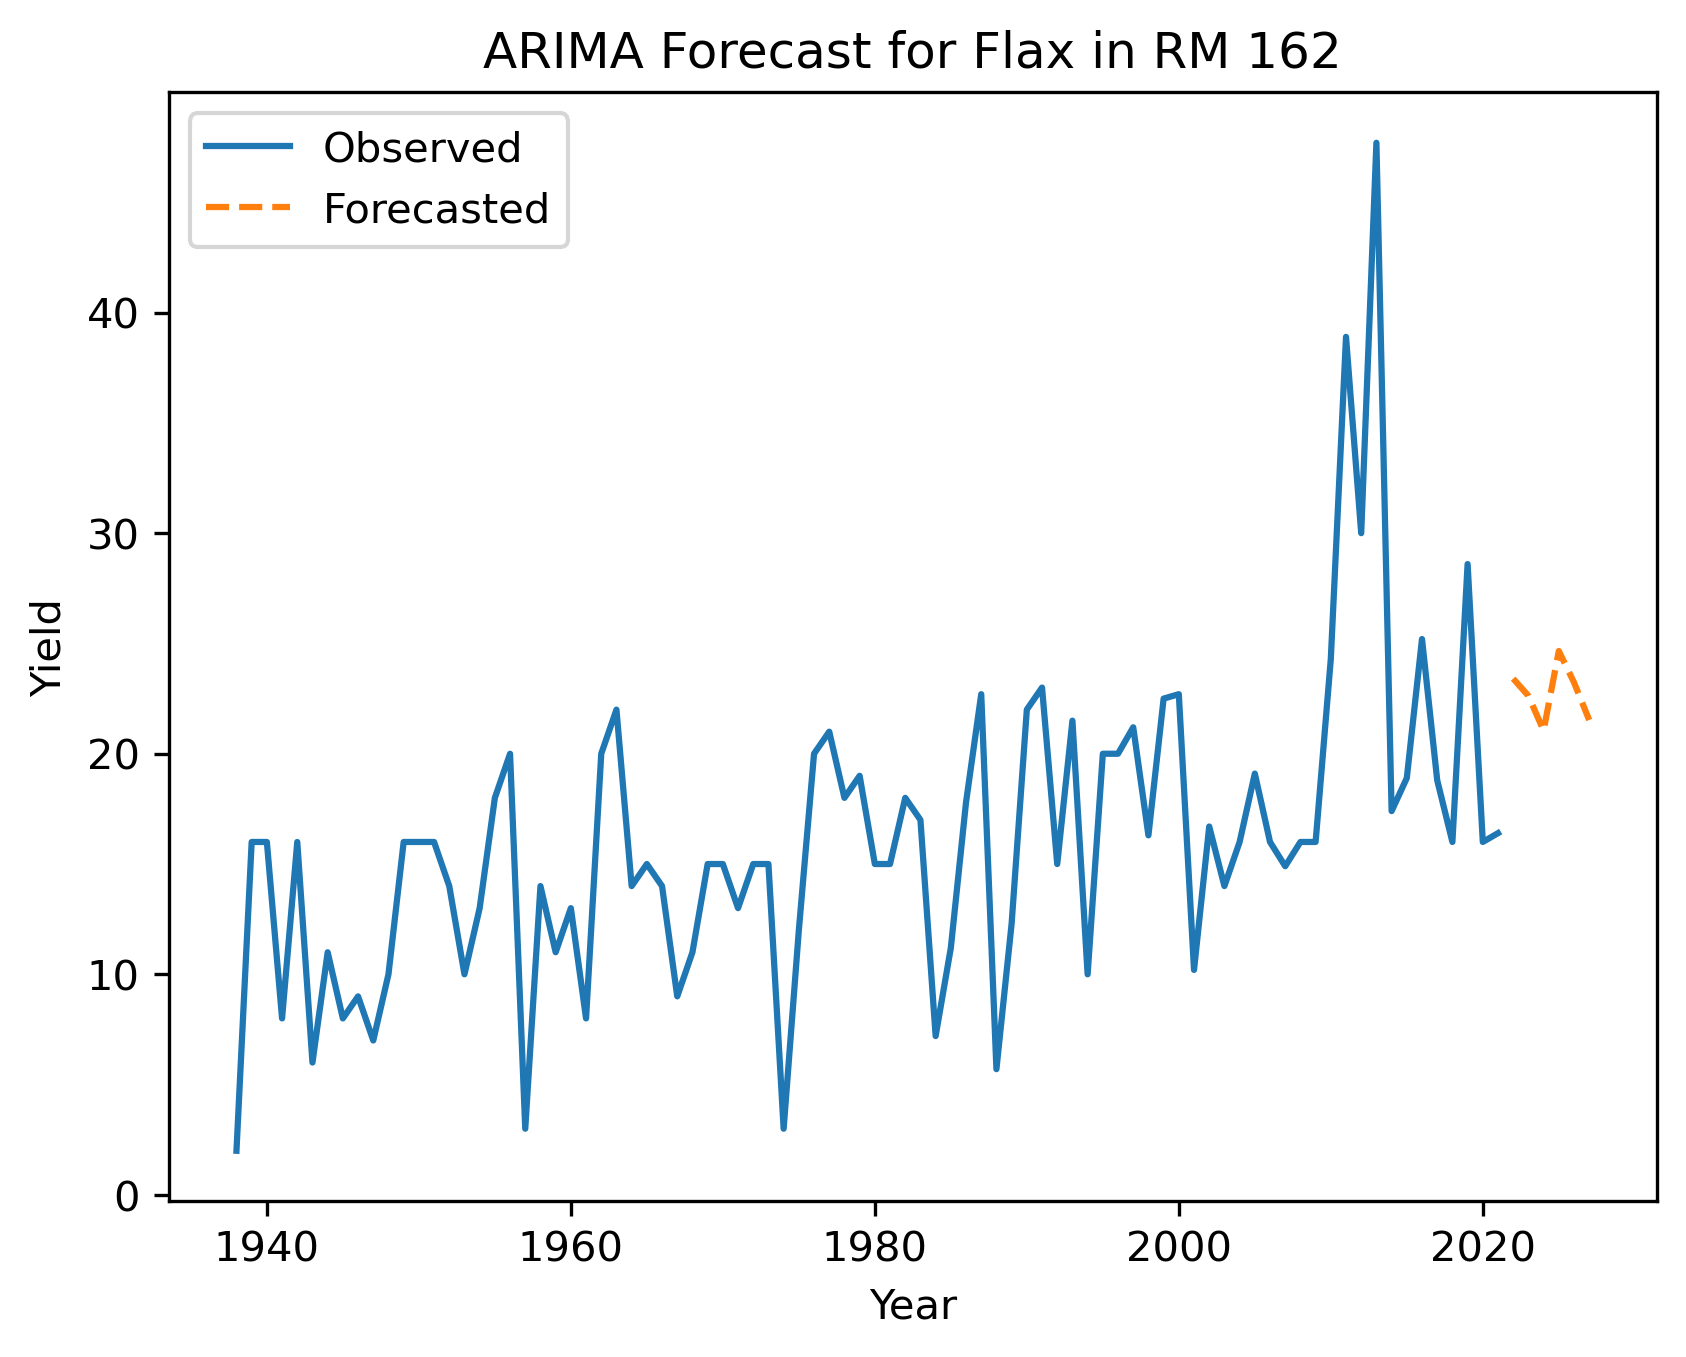 ARIMA Forecast for Flax in RM 162
Observed
Forecasted
40
30
20
10
0
Yield
1940 1960 1980 2000 2020
Year